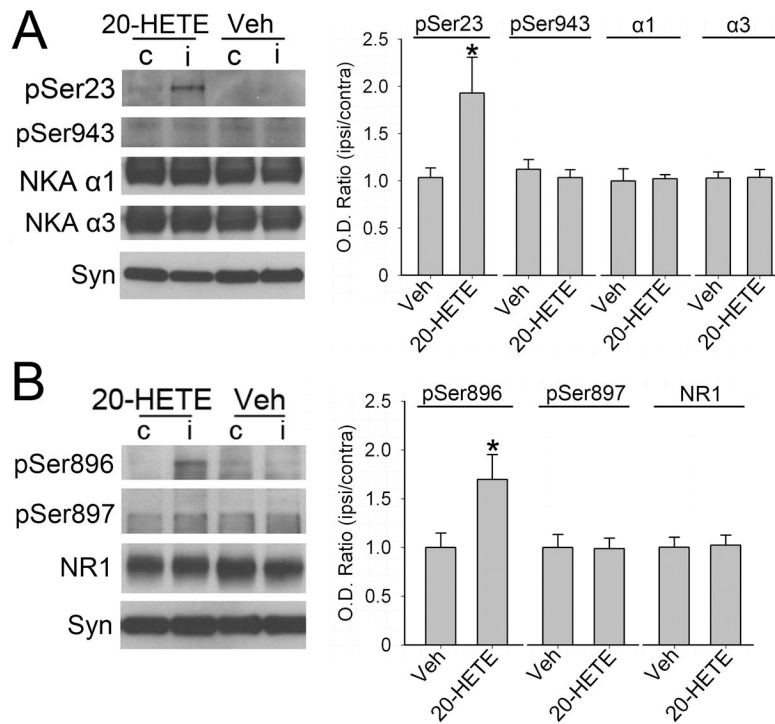 A
20-HETE Veh
c i c i
pSer23
pSer943
NKA α1
NKA α3
Syn
pSer23 pSer943 α1 α3
*
O.D. Ratio (ipsi/contra)
2.5
2.0
1.5
1.0
0.5
0
Veh 20-HETE Veh 20-HETE Veh 20-HETE Veh 20-HETE
B
20-HETE Veh
c i c i
pSer896
pSer897
NR1
Syn
pSer896 pSer897 NR1
*
O.D. Ratio (ipsi/contra)
2.5
2.0
1.5
1.0
0.5
0
Veh 20-HETE Veh 20-HETE Veh 20-HETE